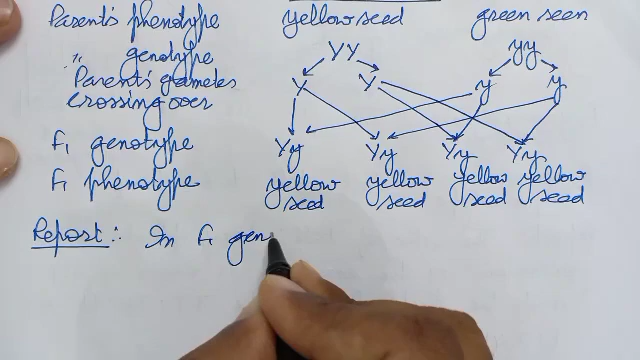 Parent's phenotype yellow seed green seen
" genotype YY yy
Parent's gametes Y Y y y
crossing over
F1 genotype Yy Yy Yy Yy
F1 phenotype yellow seed yellow seed yellow seed yellow seed
Report:- In F1 gen